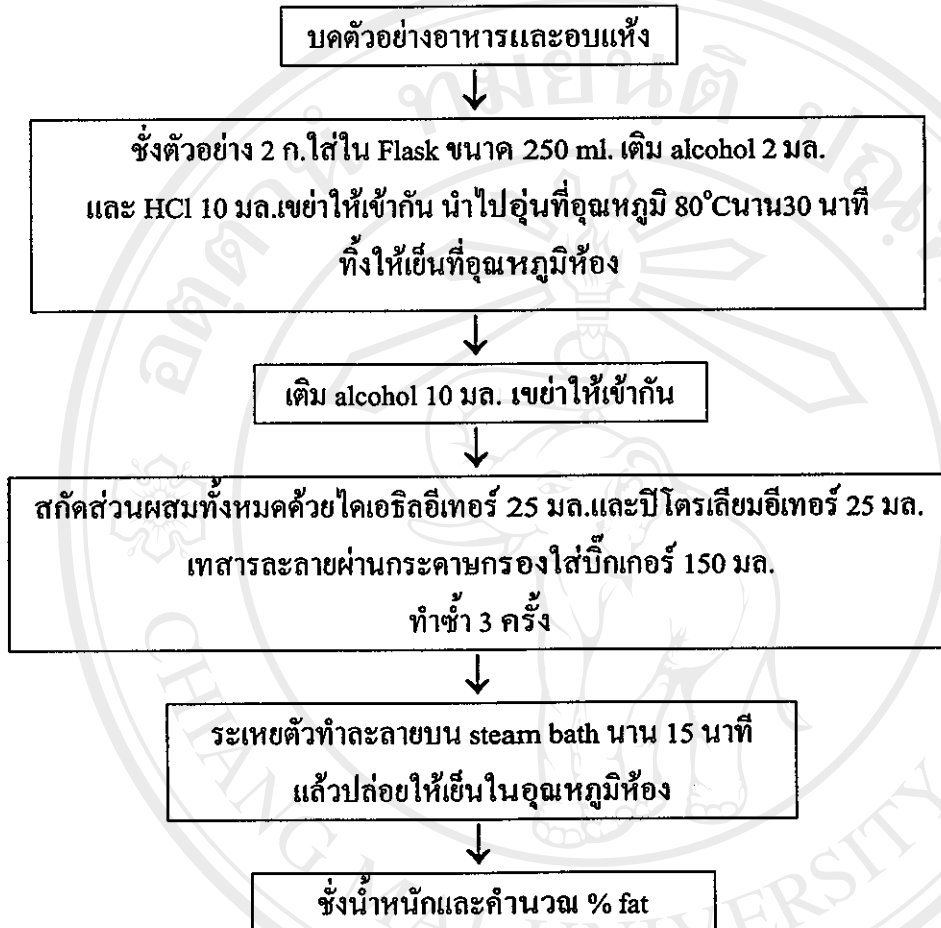 บดตัวอย่างอาหารและอบแห้ง
ชั่งตัวอย่าง 2 ก.ใส่ใน Flask ขนาด 250 ml. เติม alcohol 2 มล.
และ HCl 10 มล.เขย่าให้เข้ากัน นำไปอุ่นที่อุณหภูมิ 80°Cนาน30 นาที
ทิ้งให้เย็นที่อุณหภูมิห้อง
เติม alcohol 10 มล. เขย่าให้เข้ากัน
สกัดส่วนผสมทั้งหมดด้วยไดเอธิลอีเทอร์ 25 มล.และปิโตรเลียมอีเทอร์ 25 มล.
เทสารละลายผ่านกระดาษกรองใส่บิ๊กเกอร์ 150 มล.
ทำซ้ำ 3 ครั้ง
ระเหยตัวทำละลายบน steam bath นาน 15 นาที
แล้วปล่อยให้เย็นในอุณหภูมิห้อง
ชั่งน้ำหนักและคำนวณ % fat
CHIANG MAI UNIVERSITY